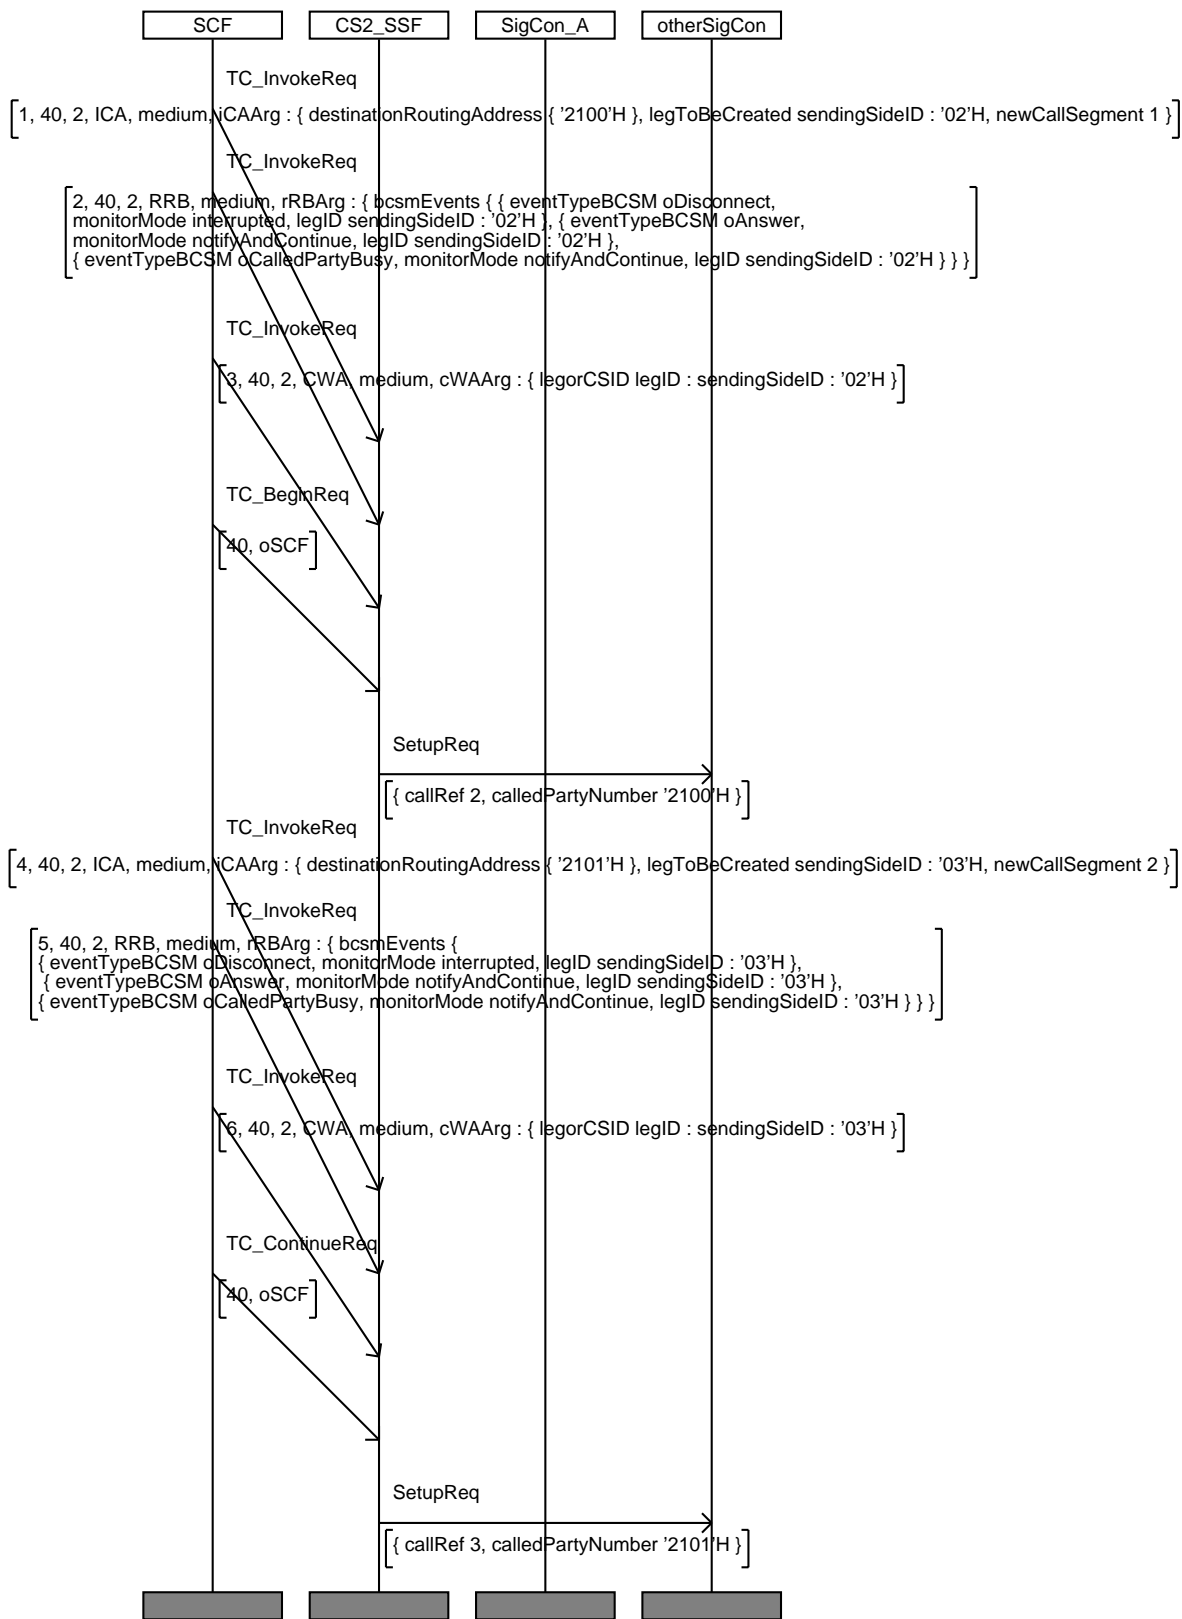 SCF CS2_SSF SigCon_A otherSigCon
TC_InvokeReq
1, 40, 2, ICA, medium, iCAArg : { destinationRoutingAddress { '2100'H }, legToBeCreated sendingSideID : '02'H, newCallSegment 1 }
TC_InvokeReq
2, 40, 2, RRB, medium, rRBArg : { bcsmEvents { { eventTypeBCSM oDisconnect,
monitorMode interrupted, legID sendingSideID : '02'H }, { eventTypeBCSM oAnswer,
monitorMode notifyAndContinue, legID sendingSideID : '02'H },
{ eventTypeBCSM oCalledPartyBusy, monitorMode notifyAndContinue, legID sendingSideID : '02'H } } }
TC_InvokeReq
3, 40, 2, CWA, medium, cWAArg : { legorCSID legID : sendingSideID : '02'H }
TC_BeginReq
40, oSCF
SetupReq
{ callRef 2, calledPartyNumber '2100'H }
TC_InvokeReq
4, 40, 2, ICA, medium, iCAArg : { destinationRoutingAddress { '2101'H }, legToBeCreated sendingSideID : '03'H, newCallSegment 2 }
TC_InvokeReq
5, 40, 2, RRB, medium, rRBArg : { bcsmEvents {
{ eventTypeBCSM oDisconnect, monitorMode interrupted, legID sendingSideID : '03'H },
{ eventTypeBCSM oAnswer, monitorMode notifyAndContinue, legID sendingSideID : '03'H },
{ eventTypeBCSM oCalledPartyBusy, monitorMode notifyAndContinue, legID sendingSideID : '03'H } } }
TC_InvokeReq
6, 40, 2, CWA, medium, cWAArg : { legorCSID legID : sendingSideID : '03'H }
TC_ContinueReq
40, oSCF
SetupReq
{ callRef 3, calledPartyNumber '2101'H }